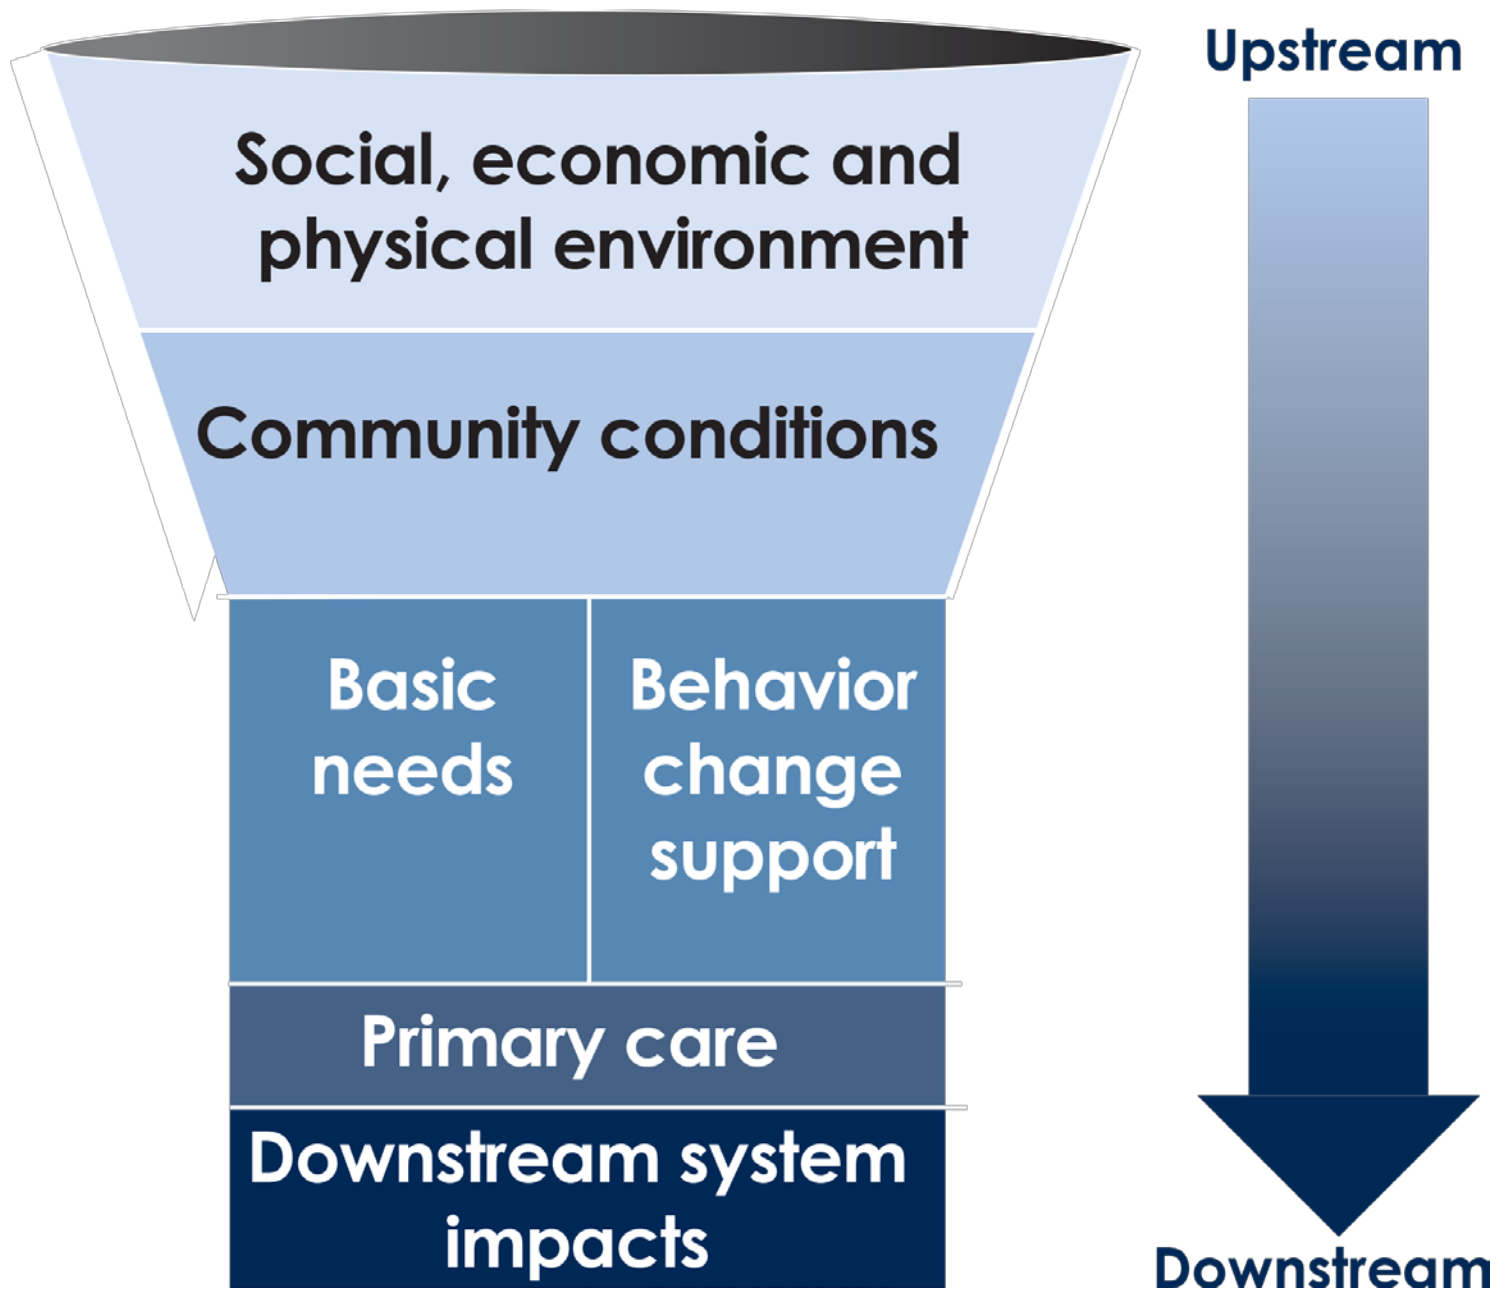 Upstream
Social, economic and
physical environment
Community conditions
Basic
needs
Behavior
change
support
Primary care
Downstream system
impacts
Downstream